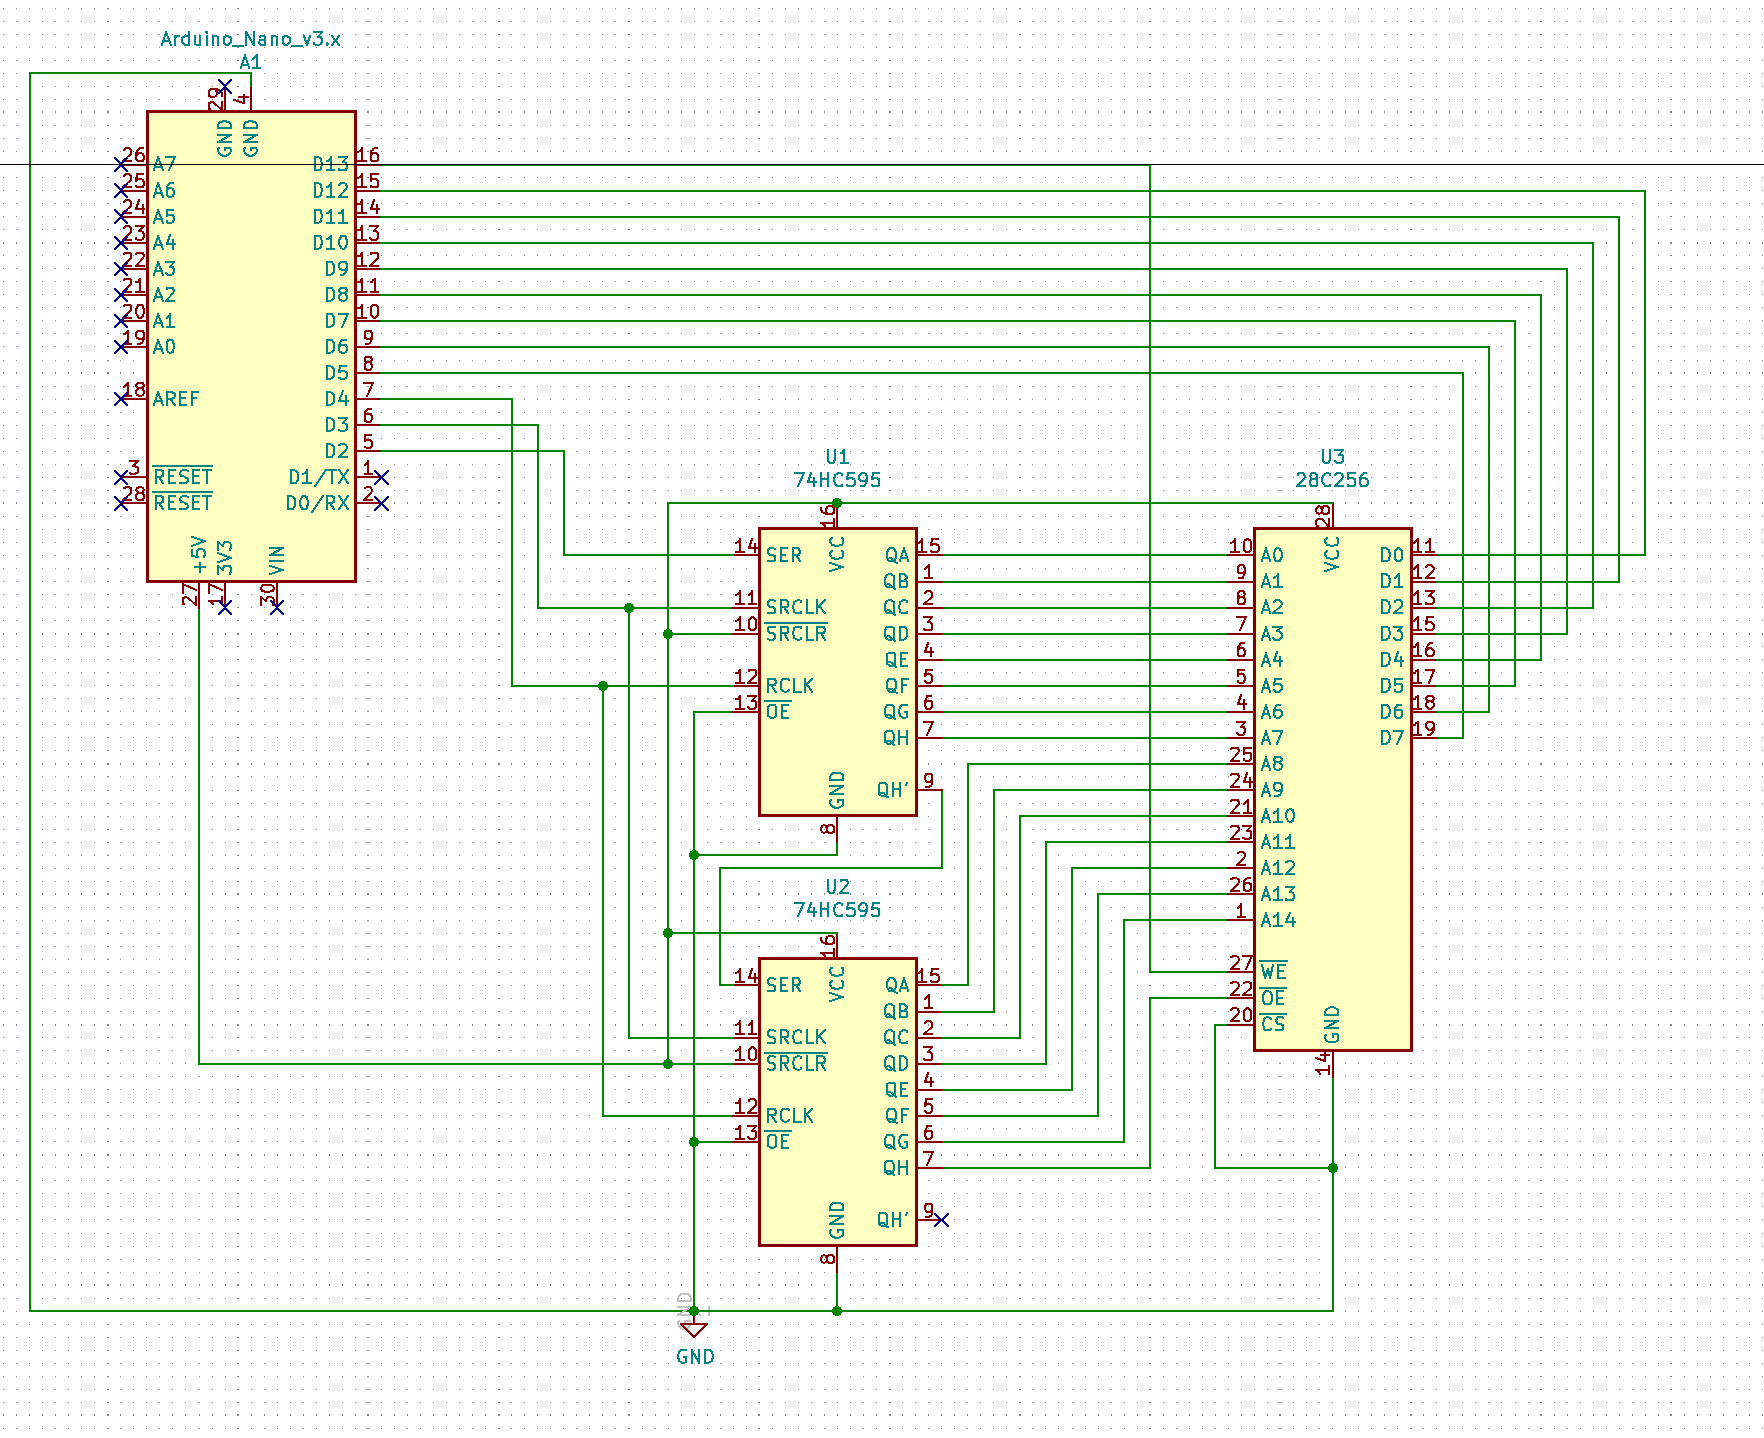 Arduino_Nano_v3.x
A1
29 4
GND GND
26 A7 D13 16
25 A6 D12 15
24 A5 D11 14
23 A4 D10 13
22 A3 D9 12
21 A2 D8 11
20 A1 D7 10
19 A0 D6 9
D5 8
18 AREF D4 7
D3 6
D2 5
3 RESET D1/TX 1
28 RESET D0/RX 2
+5V 3V3 VIN
27 17 30
U1
74HC595
16
VCC
14 SER QA 15
QB 1
11 SRCLK QC 2
10 SRCLR QD 3
QE 4
12 RCLK QF 5
13 OE QG 6
QH 7
GND QH' 9
8
U2
74HC595
16
VCC
14 SER QA 15
QB 1
11 SRCLK QC 2
10 SRCLR QD 3
QE 4
12 RCLK QF 5
13 OE QG 6
QH 7
GND QH' 9
8
U3
28C256
28
VCC
10 A0 D0 11
9 A1 D1 12
8 A2 D2 13
7 A3 D3 15
6 A4 D4 16
5 A5 D5 17
4 A6 D6 18
3 A7 D7 19
25 A8
24 A9
21 A10
23 A11
2 A12
26 A13
1 A14
27 WE
22 OE
20 CS
GND
14
GND
1
GND